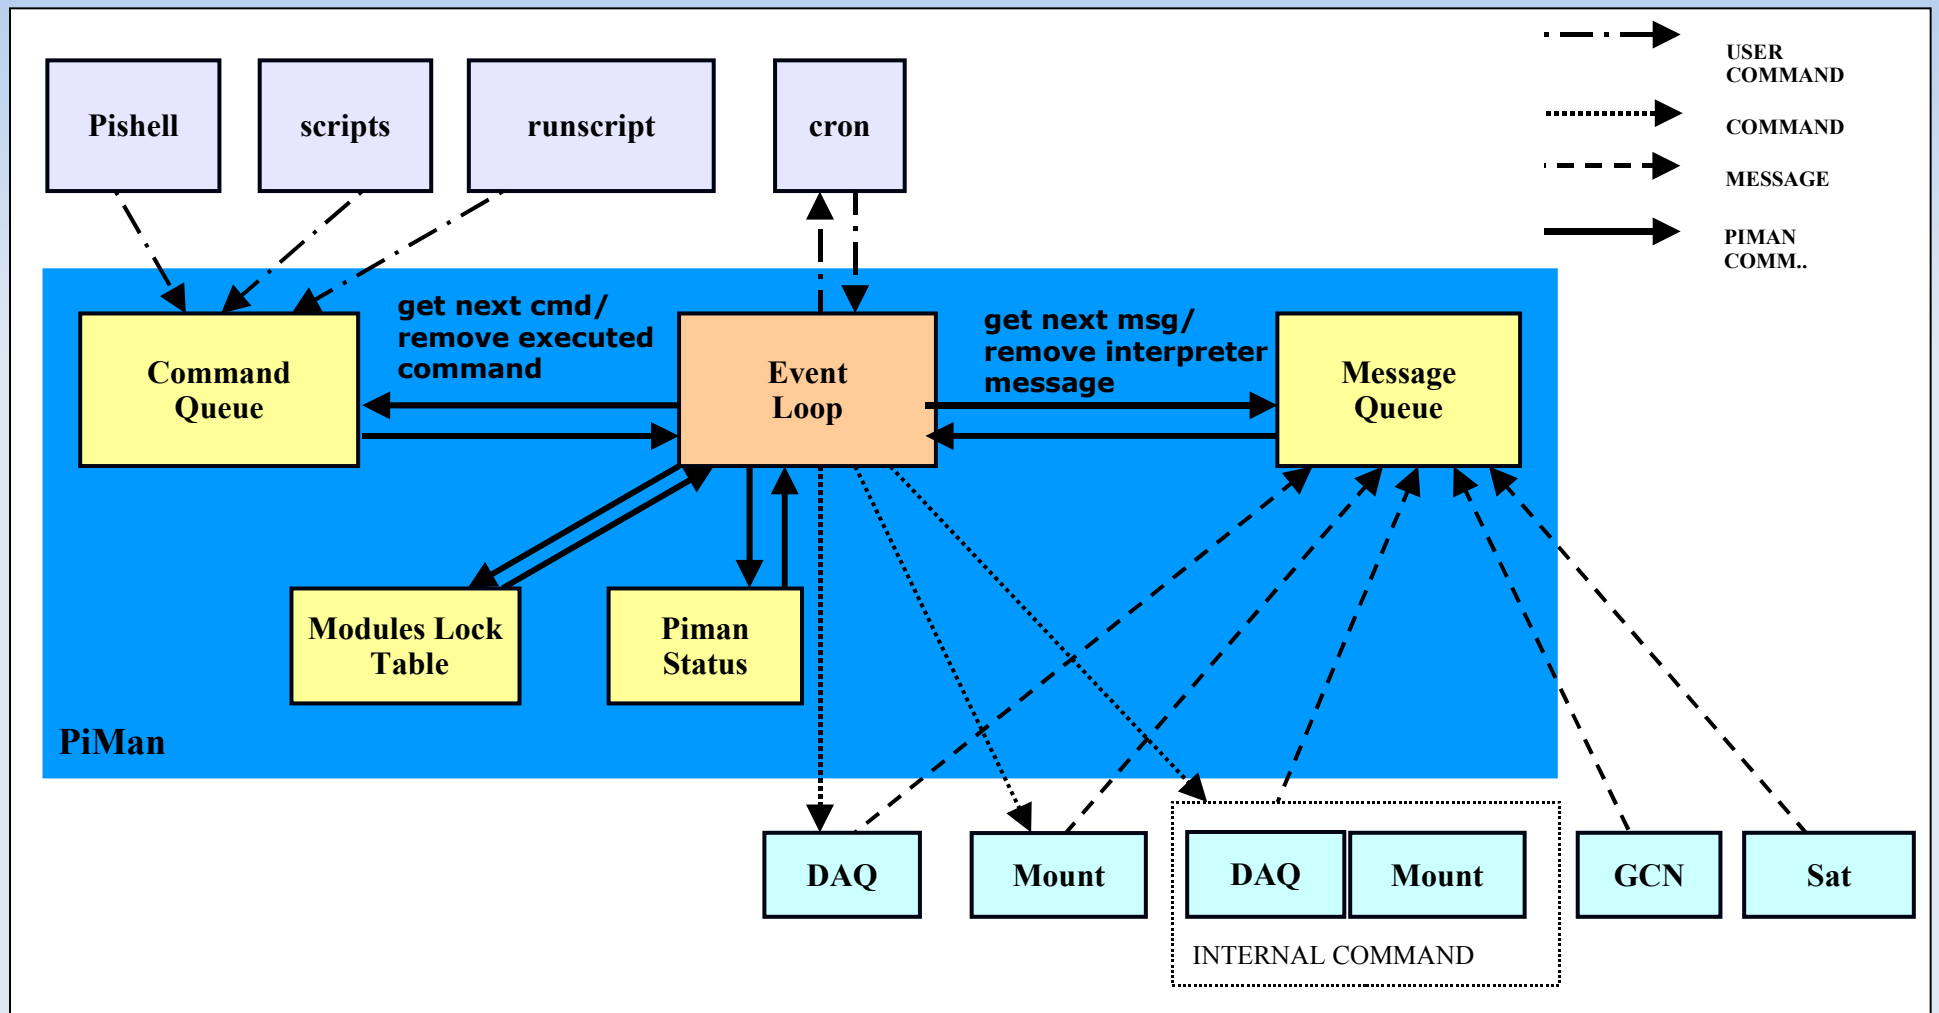 USER
COMMAND
COMMAND
MESSAGE
PIMAN
COMM..
Pishell
scripts
runscript
cron
get next cmd/
remove executed
command
get next msg/
remove interpreter
message
Command
Queue
Event
Loop
Message
Queue
Modules Lock
Table
Piman
Status
PiMan
DAQ
Mount
DAQ
Mount
GCN
Sat
INTERNAL COMMAND